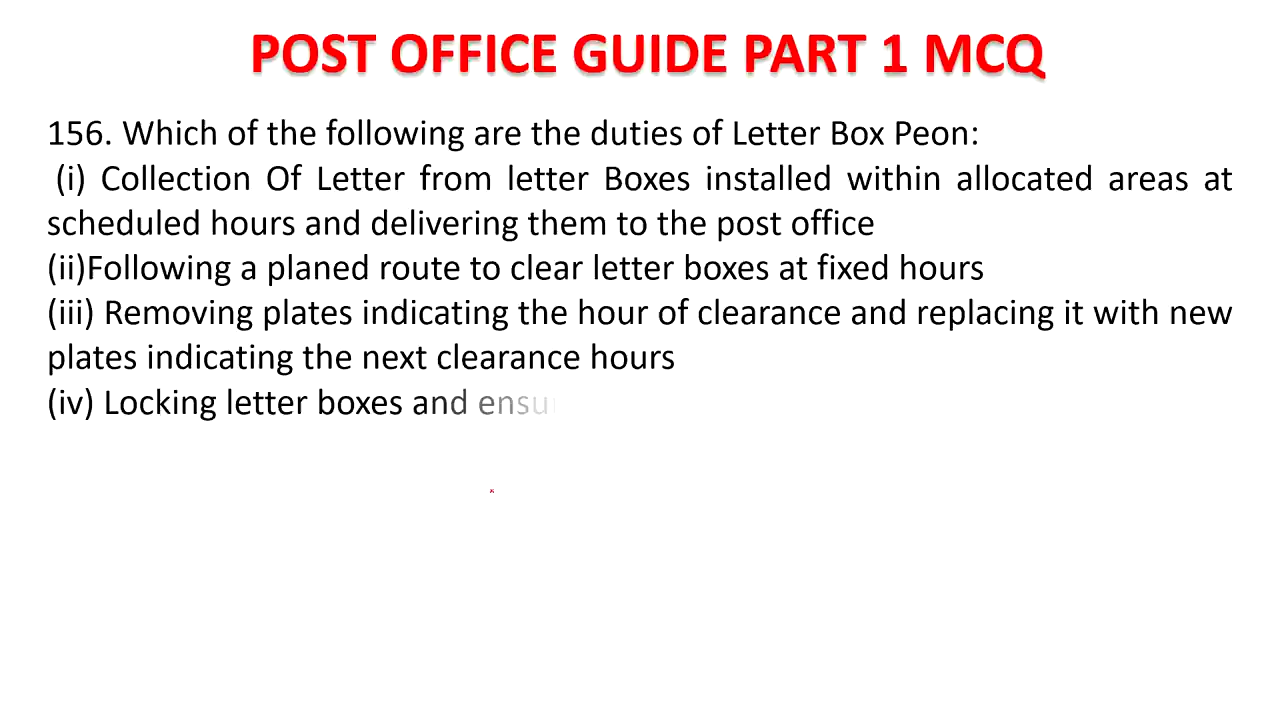 POST OFFICE GUIDE PART 1 MCQ
156. Which of the following are the duties of Letter Box Peon:
(i) Collection Of Letter from letter Boxes installed within allocated areas at
scheduled hours and delivering them to the post office
(ii)Following a planed route to clear letter boxes at fixed hours
(iii) Removing plates indicating the hour of clearance and replacing it with new
plates indicating the next clearance hours
(iv) Locking letter boxes and